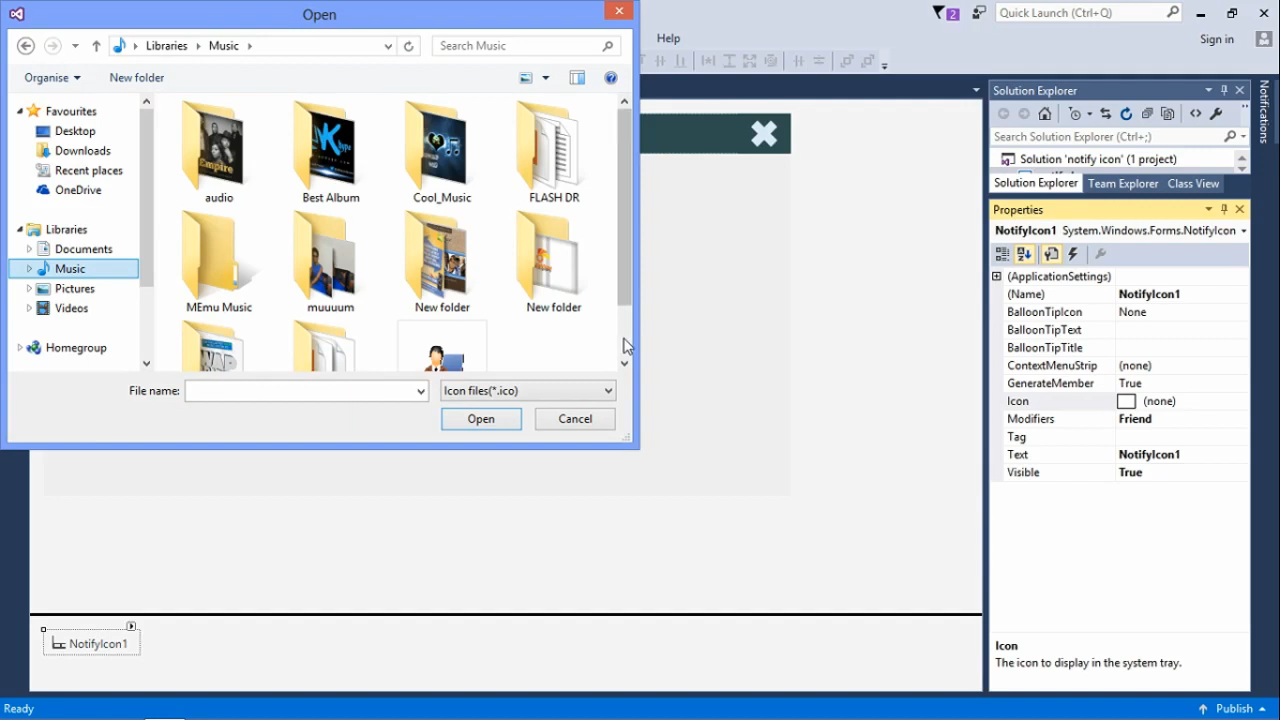 Open
Libraries
Music
Search Music
Organise
New folder
Favourites
Desktop
Downloads
Recent places
OneDrive
Libraries
Documents
Music
Pictures
Videos
Homegroup
Empire
audio
Best Album
Cool_Music
FLASH DR
MEmu Music
muuuum
New folder
New folder
File name:
Icon files(*.ico)
Open
Cancel
2
Quick Launch (Ctrl+Q)
Help
Sign in
Notifications
Solution Explorer
Search Solution Explorer (Ctrl+;)
Solution 'notify icon' (1 project)
Solution Explorer
Team Explorer
Class View
Properties
NotifyIcon1 System.Windows.Forms.NotifyIcon
(ApplicationSettings)
(Name) NotifyIcon1
BalloonTipIcon None
BalloonTipText
BalloonTipTitle
ContextMenuStrip (none)
GenerateMember True
Icon (none)
Modifiers Friend
Tag
Text NotifyIcon1
Visible True
Icon
The icon to display in the system tray.
NotifyIcon1
Ready
Publish